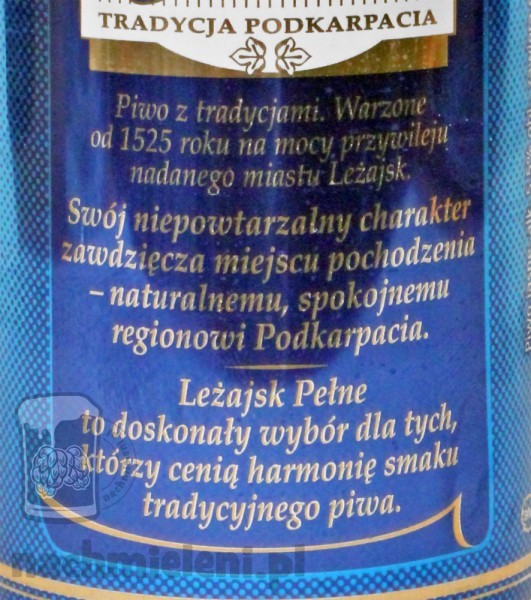 TRADYCJA PODKARPACIA
Piwo z tradycjami. Warzone
od 1525 roku na mocy przywileju
nadanego miastu Leżajsk.
Swój niepowtarzalny charakter
zawdzięcza miejscu pochodzenia
– naturalnemu, spokojnemu
regionowi Podkarpacia.
Leżajsk Pełne
to doskonały wybór dla tych,
którzy cenią harmonię smaku
tradycyjnego piwa.
nachmieleni.pl